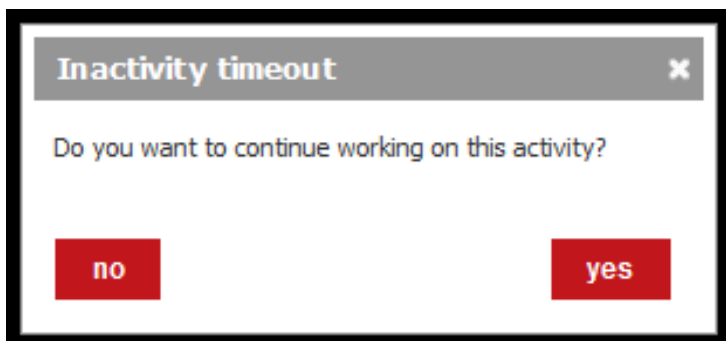 Inactivity timeout
Do you want to continue working on this activity?
no yes